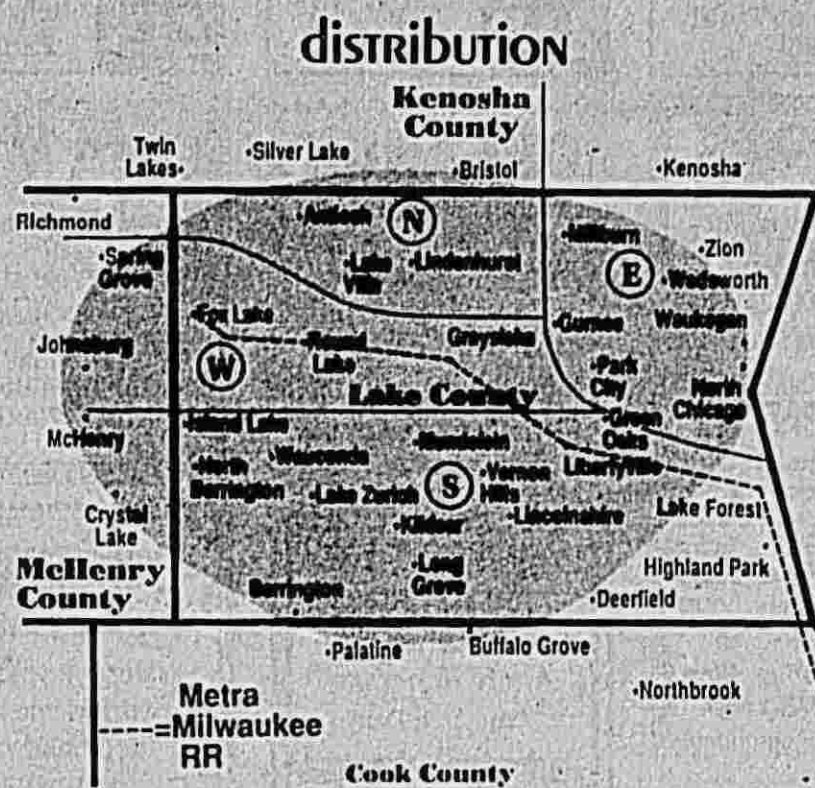 distribution
Kenosha
County
Twin
Lakes
Silver Lake
Bristol
Kenosha
Richmond
Antioch
N
Millburn
Zion
Spring
Grove
Lake
Villa
Lindenhurst
E
Wadsworth
Fox Lake
Round
Lake
Grayslake
Gurnee
Waukegan
Johnsburg
W
Park
City
North
Chicago
Lake County
McHenry
Island Lake
Green
Oaks
Wauconda
Mundelein
North
Barrington
Lake Zurich
S
Vernon
Hills
Libertyville
Crystal
Lake
Kildeer
Lincolnshire
Lake Forest
McHenry
County
Barrington
Long
Grove
Highland Park
Deerfield
Palatine
Buffalo Grove
Northbrook
Metra
----=Milwaukee
RR
Cook County